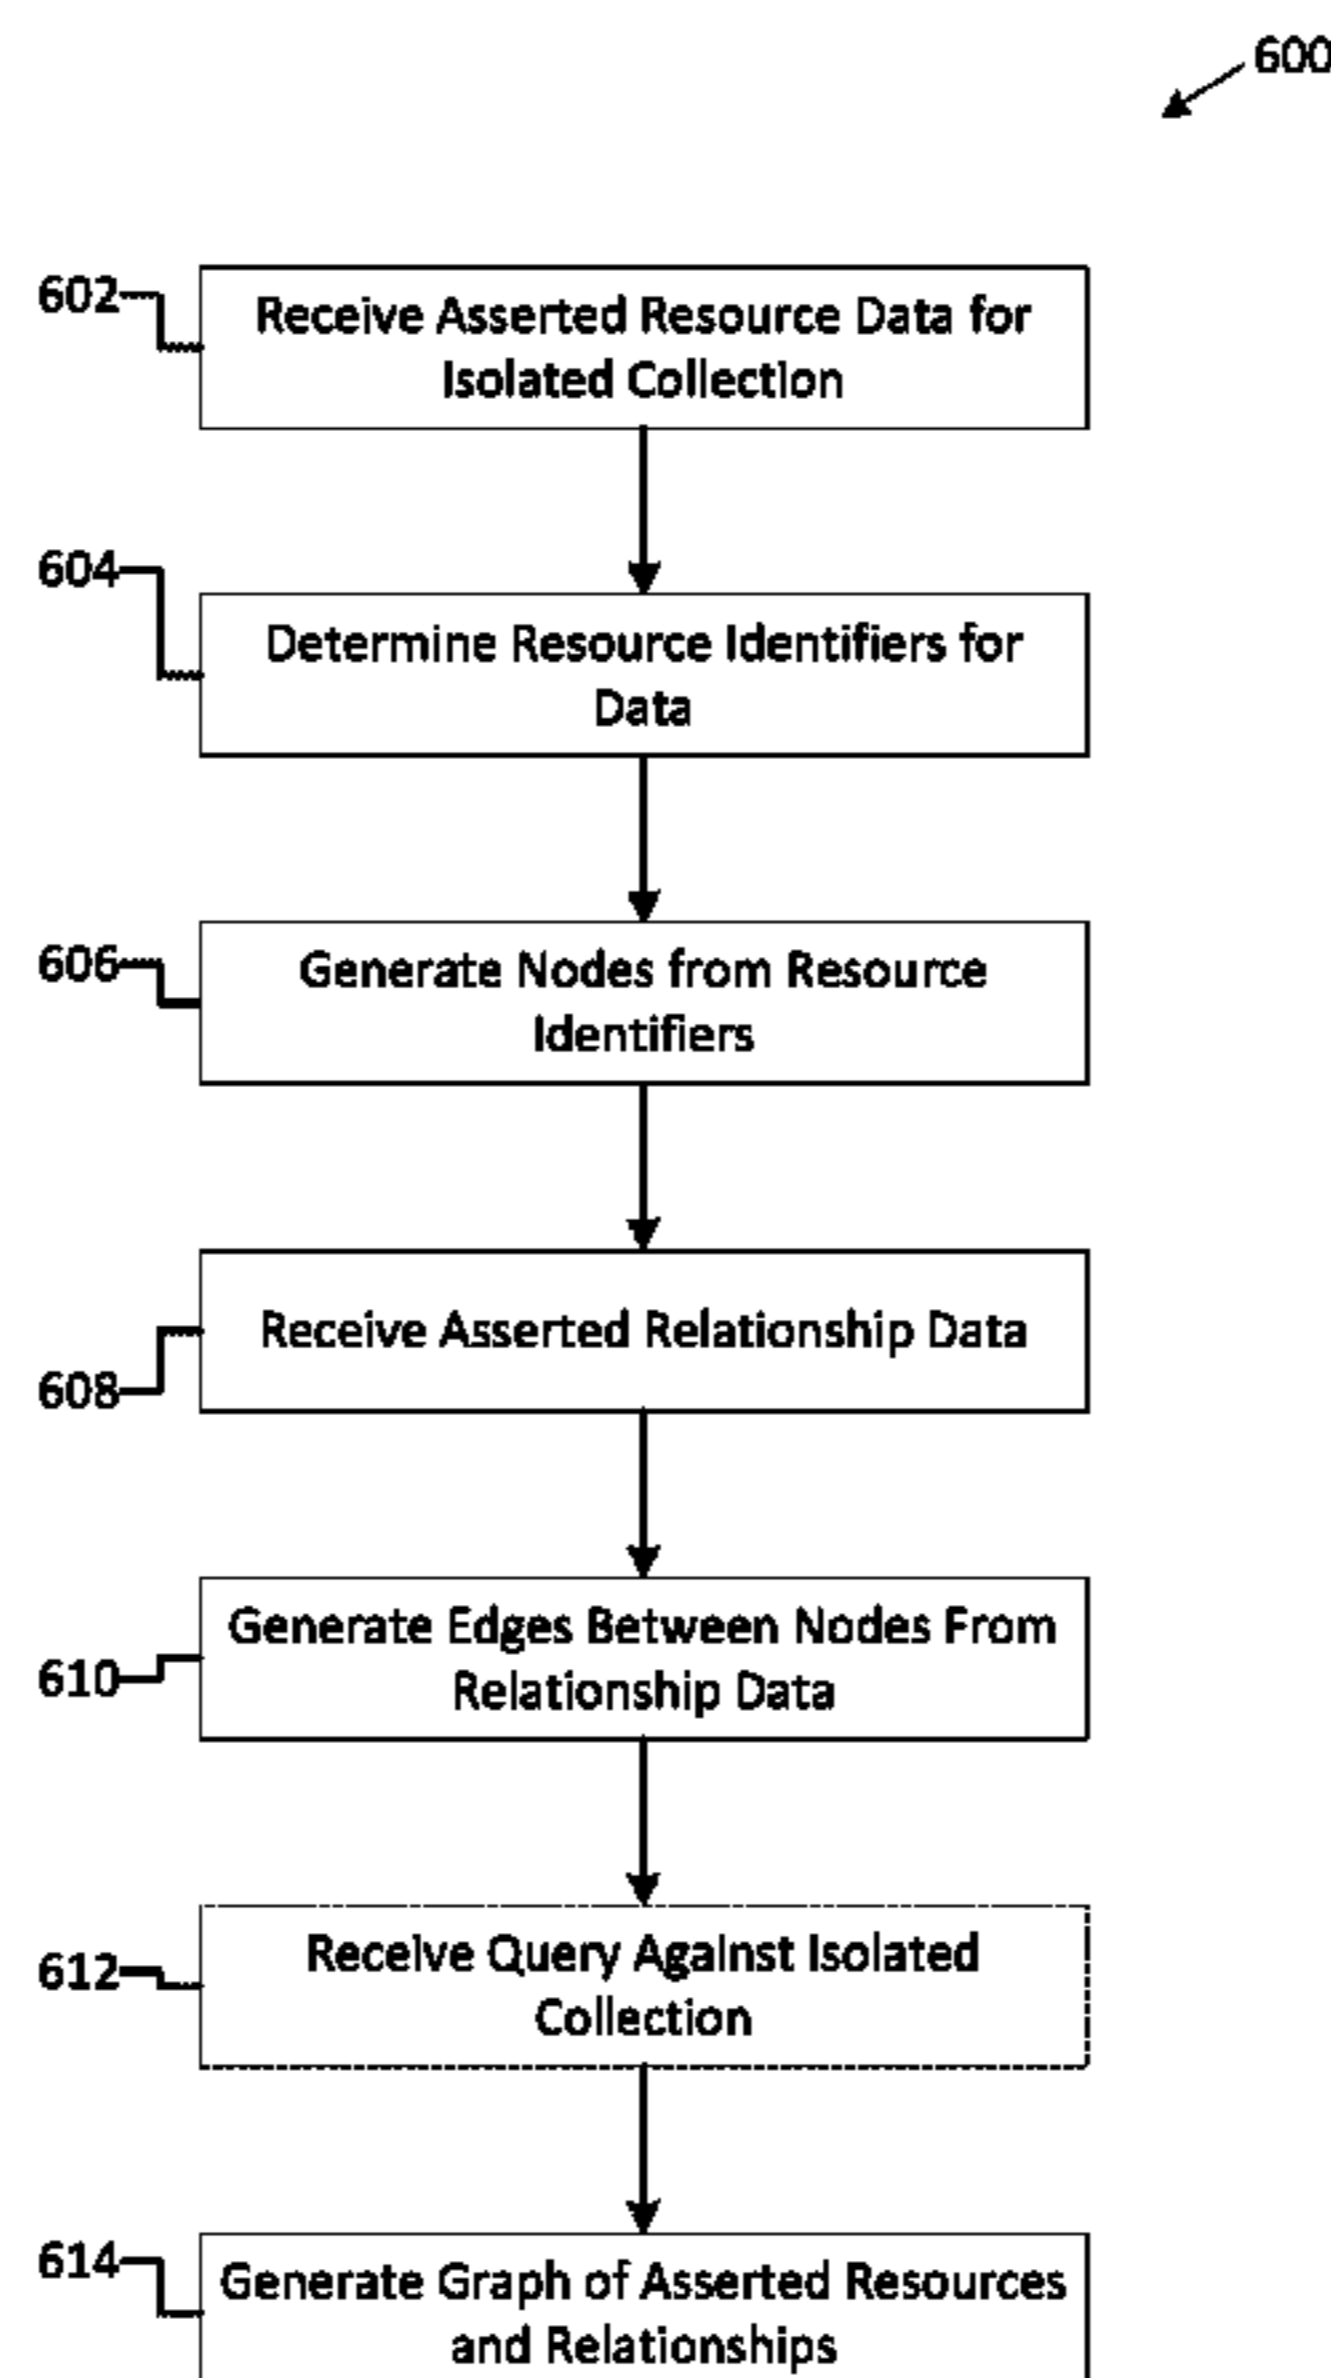 600
602
Receive Asserted Resource Data for
Isolated Collection
604
Determine Resource Identifiers for
Data
606
Generate Nodes from Resource
Identifiers
Receive Asserted Relationship Data
608
Generate Edges Between Nodes From
Relationship Data
610
612
Receive Query Against Isolated
Collection
614
Generate Graph of Asserted Resources
and Relationships